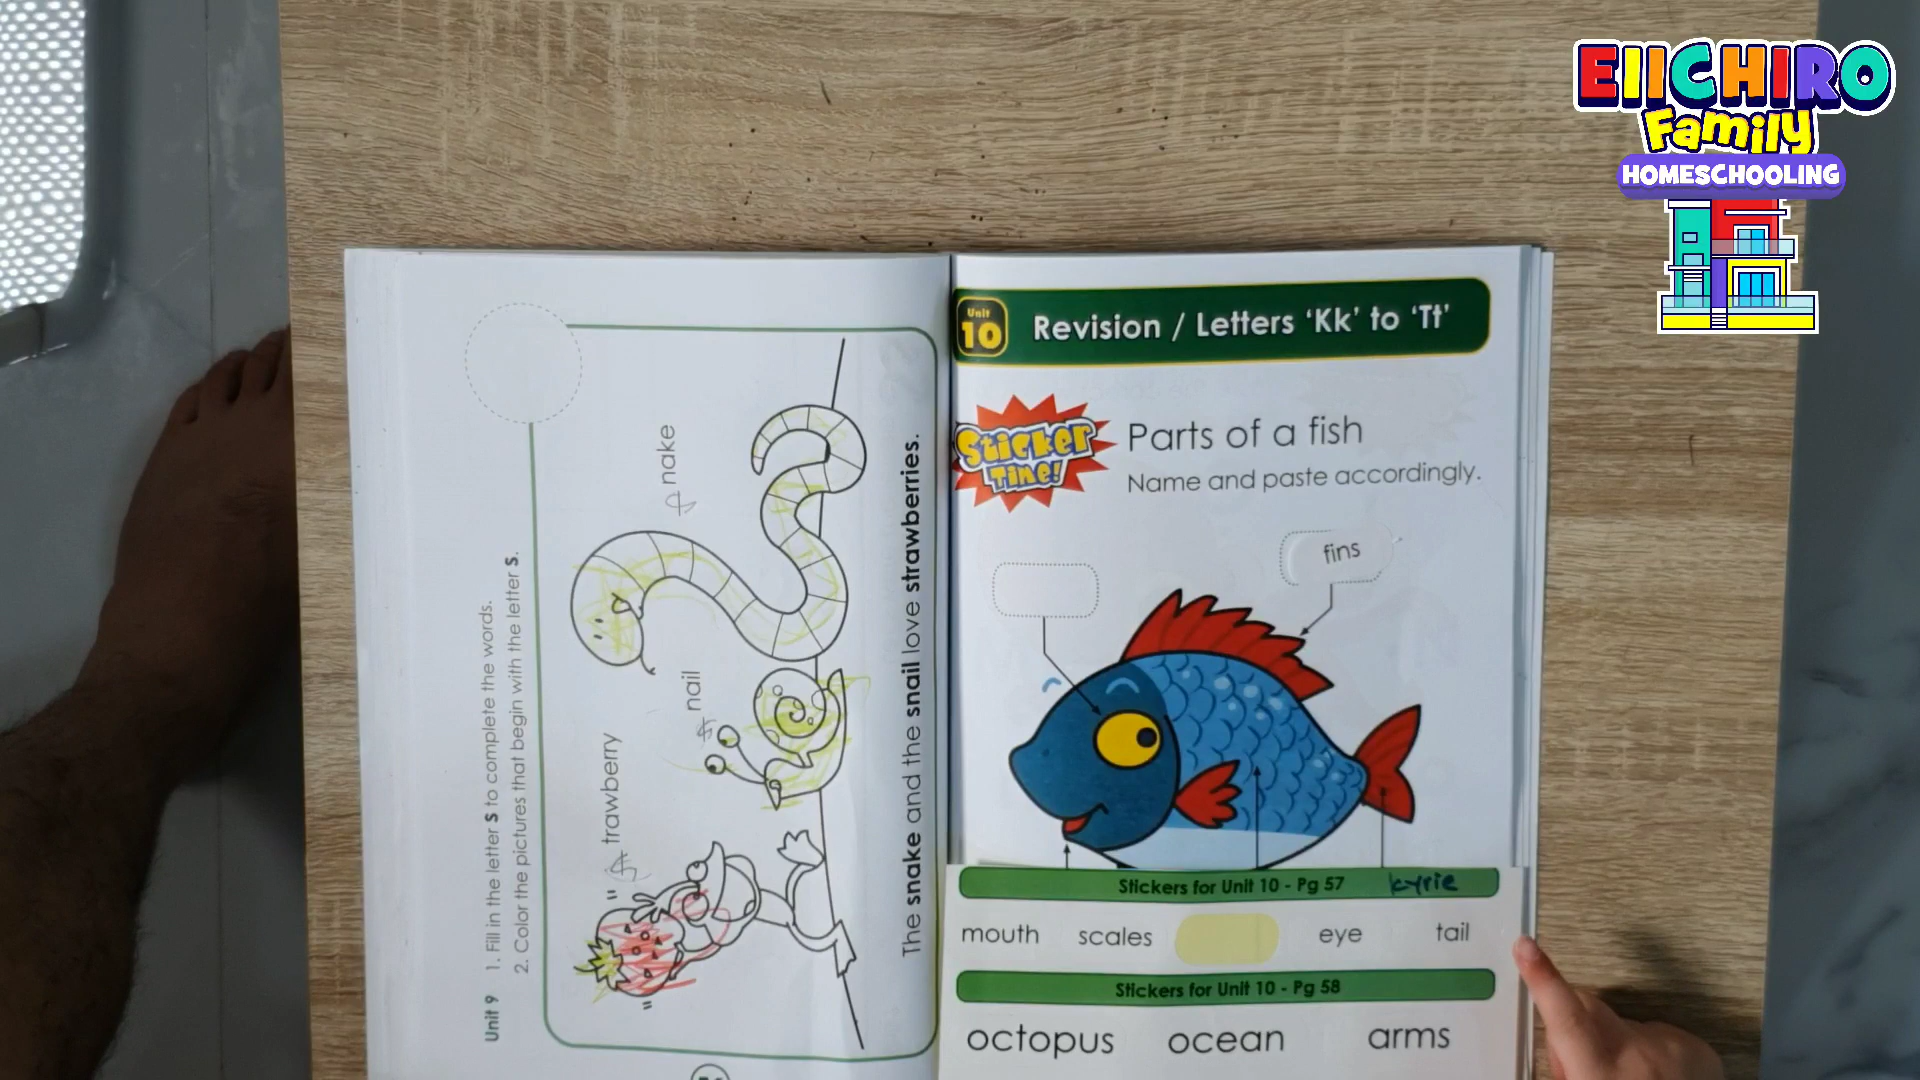 EIICHIRO
Family
HOMESCHOOLING
Unit 9
1. Fill in the letter S to complete the words.
2. Color the pictures that begin with the letter S.
trawberry
nail
nake
The snake and the snail love strawberries.
Unit
10
Revision / Letters ‘Kk’ to ‘Tt’
Sticker
Time!
Parts of a fish
Name and paste accordingly.
fins
Stickers for Unit 10 - Pg 57
kyrie
mouth scales eye tail
Stickers for Unit 10 - Pg 58
octopus ocean arms